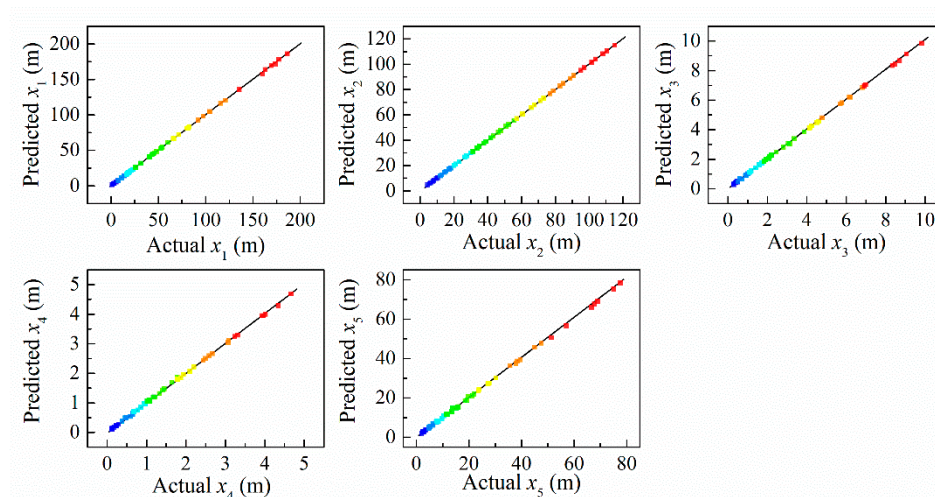 200
150
100
50
0
Predicted x1 (m)
0 50 100 150 200
Actual x1 (m)
120
100
80
60
40
20
0
Predicted x2 (m)
0 20 40 60 80 100 120
Actual x2 (m)
10
8
6
4
2
0
Predicted x3 (m)
0 2 4 6 8 10
Actual x3 (m)
5
4
3
2
1
0
Predicted x4 (m)
0 1 2 3 4 5
Actual x4 (m)
80
60
40
20
0
Predicted x5 (m)
0 20 40 60 80
Actual x5 (m)